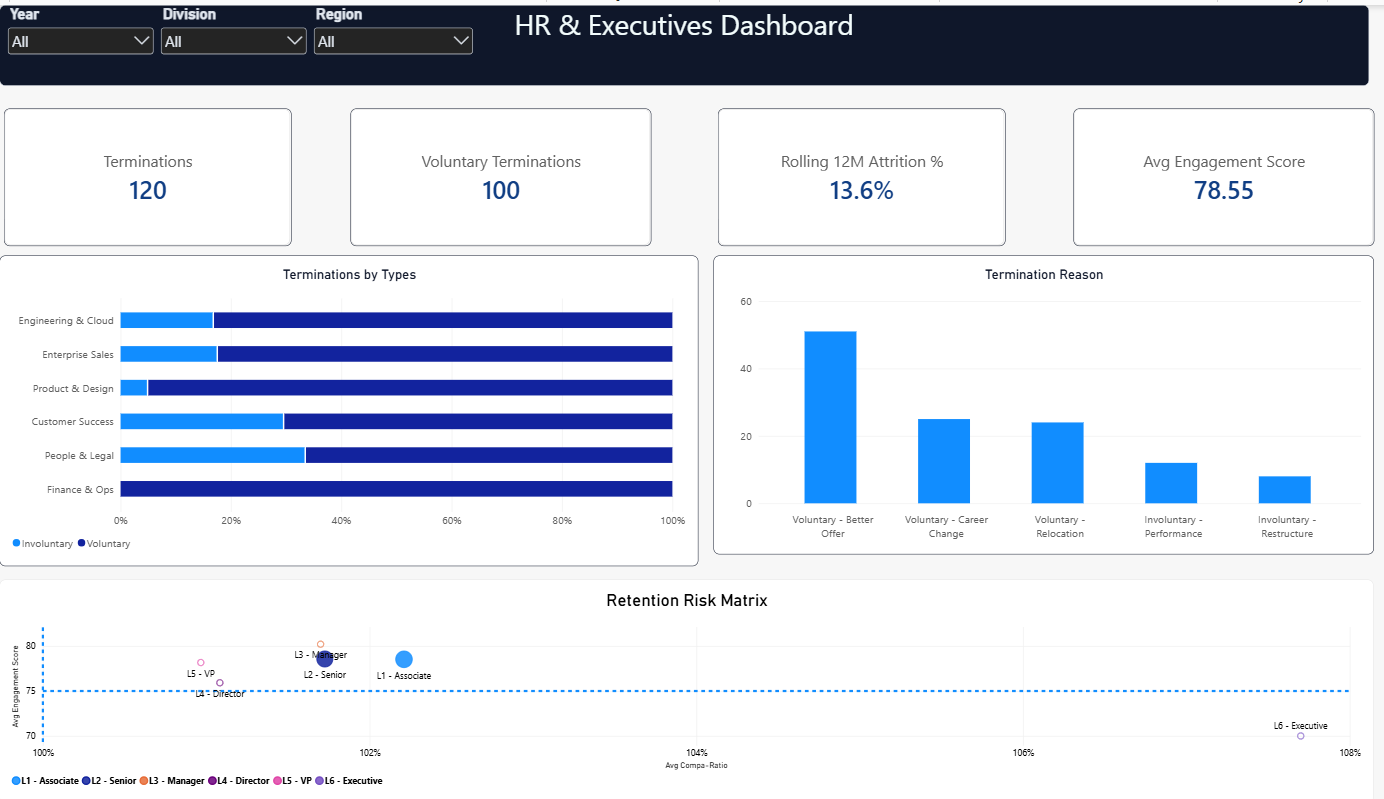 Year Division Region
HR & Executives Dashboard
All All All
Terminations
120
Voluntary Terminations
100
Rolling 12M Attrition %
13.6%
Avg Engagement Score
78.55
Terminations by Types
Engineering & Cloud
Enterprise Sales
Product & Design
Customer Success
People & Legal
Finance & Ops
0% 20% 40% 60% 80% 100%
Involuntary Voluntary
Termination Reason
60
40
20
0
Voluntary - Better
Offer
Voluntary - Career
Change
Voluntary -
Relocation
Involuntary -
Performance
Involuntary -
Restructure
Retention Risk Matrix
Avg Engagement Score
80
75
70
L3 - Manager
L5 - VP
L2 - Senior
L1 - Associate
L4 - Director
L6 - Executive
100% 102% 104% 106% 108%
Avg Compa-Ratio
L1 - Associate L2 - Senior L3 - Manager L4 - Director L5 - VP L6 - Executive